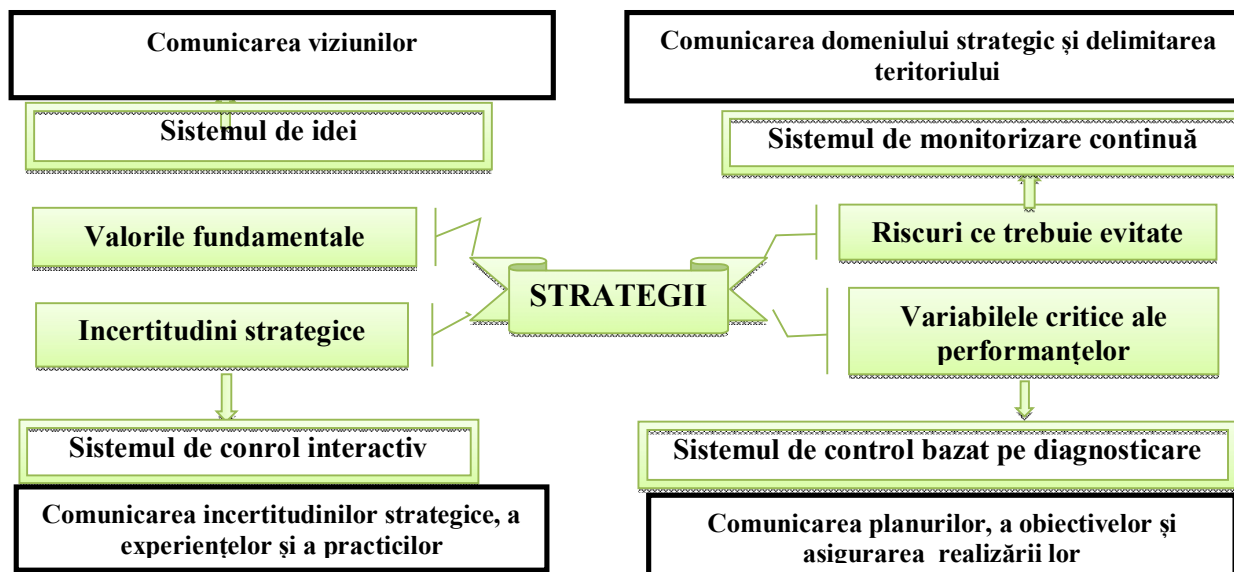 Comunicarea viziunilor
Comunicarea domeniului strategic și delimitarea
teritoriului
Sistemul de idei
Sistemul de monitorizare continuă
Valorile fundamentale
Riscuri ce trebuie evitate
STRATEGII
Incertitudini strategice
Variabilele critice ale
performanțelor
Sistemul de conrol interactiv
Sistemul de control bazat pe diagnosticare
Comunicarea incertitudinilor strategice, a
experiențelor și a practicilor
Comunicarea planurilor, a obiectivelor și
asigurarea realizării lor